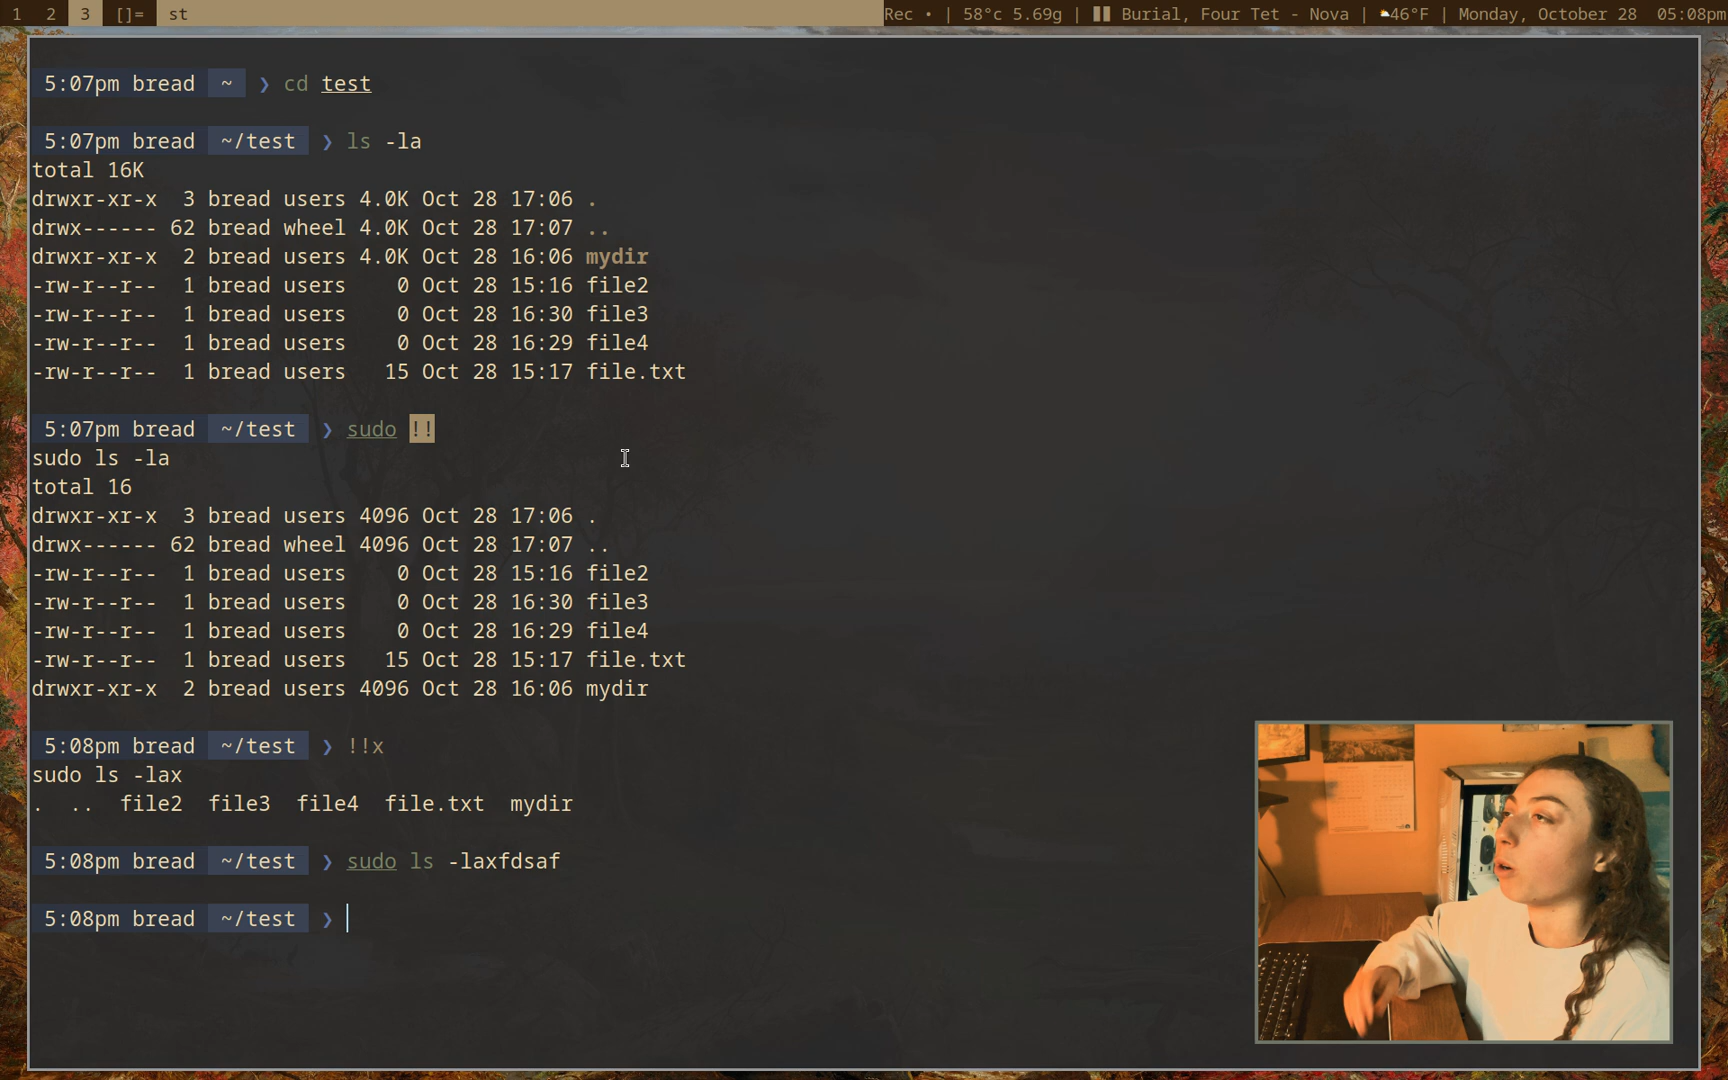 1 2 3 []= st Rec • | 58°c 5.69g | Burial, Four Tet - Nova | 46°F | Monday, October 28 05:08pm
5:07pm bread ~ ❯ cd test
5:07pm bread ~/test ❯ ls -la
total 16K
drwxr-xr-x 3 bread users 4.0K Oct 28 17:06 .
drwx------ 62 bread wheel 4.0K Oct 28 17:07 ..
drwxr-xr-x 2 bread users 4.0K Oct 28 16:06 mydir
-rw-r--r-- 1 bread users 0 Oct 28 15:16 file2
-rw-r--r-- 1 bread users 0 Oct 28 16:30 file3
-rw-r--r-- 1 bread users 0 Oct 28 16:29 file4
-rw-r--r-- 1 bread users 15 Oct 28 15:17 file.txt
5:07pm bread ~/test ❯ sudo !!
sudo ls -la
total 16
drwxr-xr-x 3 bread users 4096 Oct 28 17:06 .
drwx------ 62 bread wheel 4096 Oct 28 17:07 ..
-rw-r--r-- 1 bread users 0 Oct 28 15:16 file2
-rw-r--r-- 1 bread users 0 Oct 28 16:30 file3
-rw-r--r-- 1 bread users 0 Oct 28 16:29 file4
-rw-r--r-- 1 bread users 15 Oct 28 15:17 file.txt
drwxr-xr-x 2 bread users 4096 Oct 28 16:06 mydir
5:08pm bread ~/test ❯ !!x
sudo ls -lax
. .. file2 file3 file4 file.txt mydir
5:08pm bread ~/test ❯ sudo ls -laxfdsaf
5:08pm bread ~/test ❯